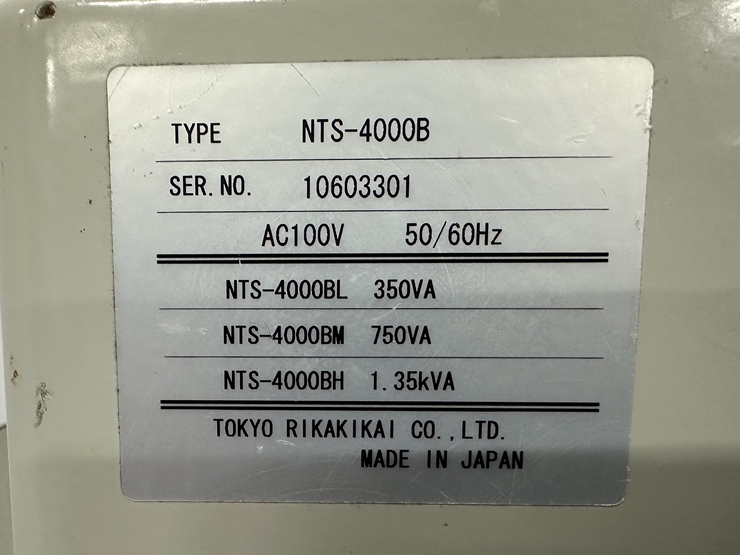 TYPE NTS-4000B
SER. NO. 10603301
AC100V 50/60Hz
NTS-4000BL 350VA
NTS-4000BM 750VA
NTS-4000BH 1.35kVA
TOKYO RIKAKIKAI CO.,LTD.
MADE IN JAPAN